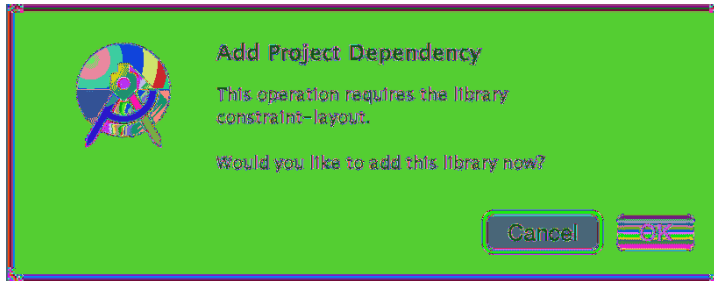 Add Project Dependency
This operation requires the library
constraint-layout.
Would you like to add this library now?
Cancel
OK